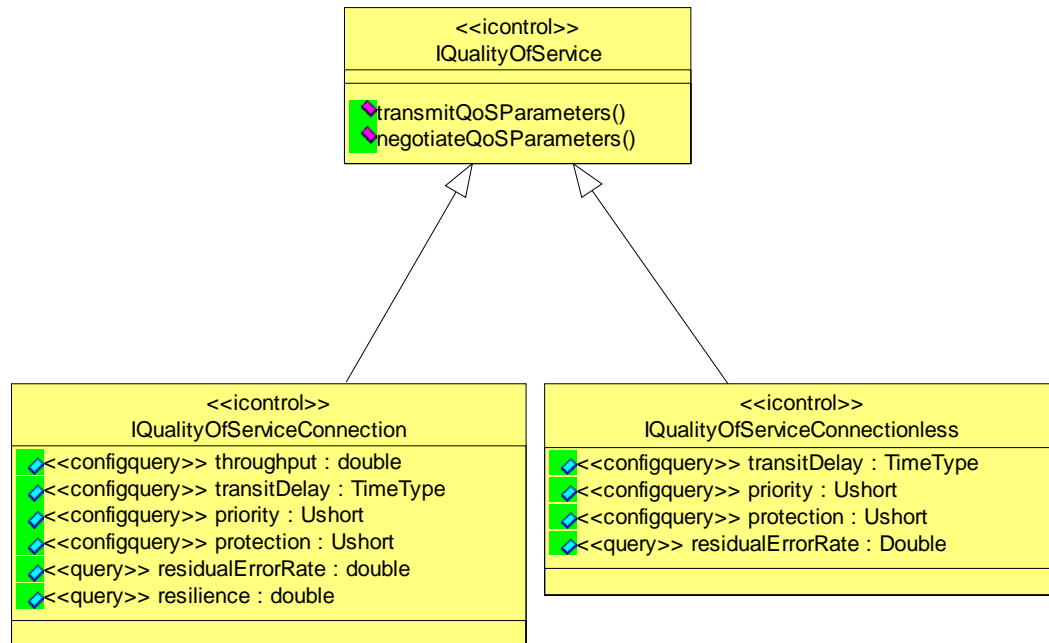 <<icontrol>>
IQualityOfService
transmitQoSParameters()
negotiateQoSParameters()
<<icontrol>>
IQualityOfServiceConnection
<<configquery>> throughput : double
<<configquery>> transitDelay : TimeType
<<configquery>> priority : Ushort
<<configquery>> protection : Ushort
<<query>> residualErrorRate : double
<<query>> resilience : double
<<icontrol>>
IQualityOfServiceConnectionless
<<configquery>> transitDelay : TimeType
<<configquery>> priority : Ushort
<<configquery>> protection : Ushort
<<query>> residualErrorRate : Double